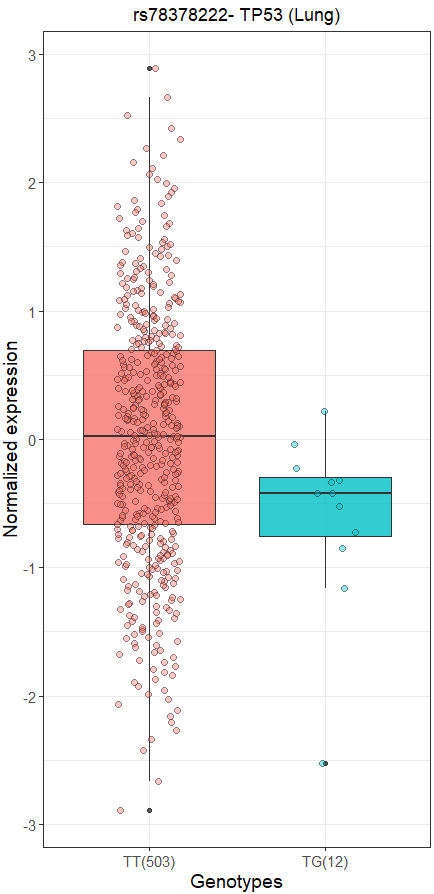 rs78378222- TP53 (Lung)
Normalized expression
3
2
1
0
-1
-2
-3
TT(503)
TG(12)
Genotypes